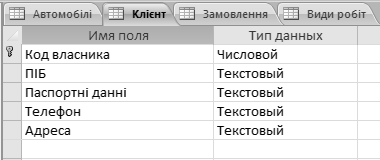 Автомобілі Клієнт Замовлення Види робіт
Имя поля Тип данных
Код власника Числовой
ПІБ Текстовый
Паспортні данні Текстовый
Телефон Текстовый
Адреса Текстовый